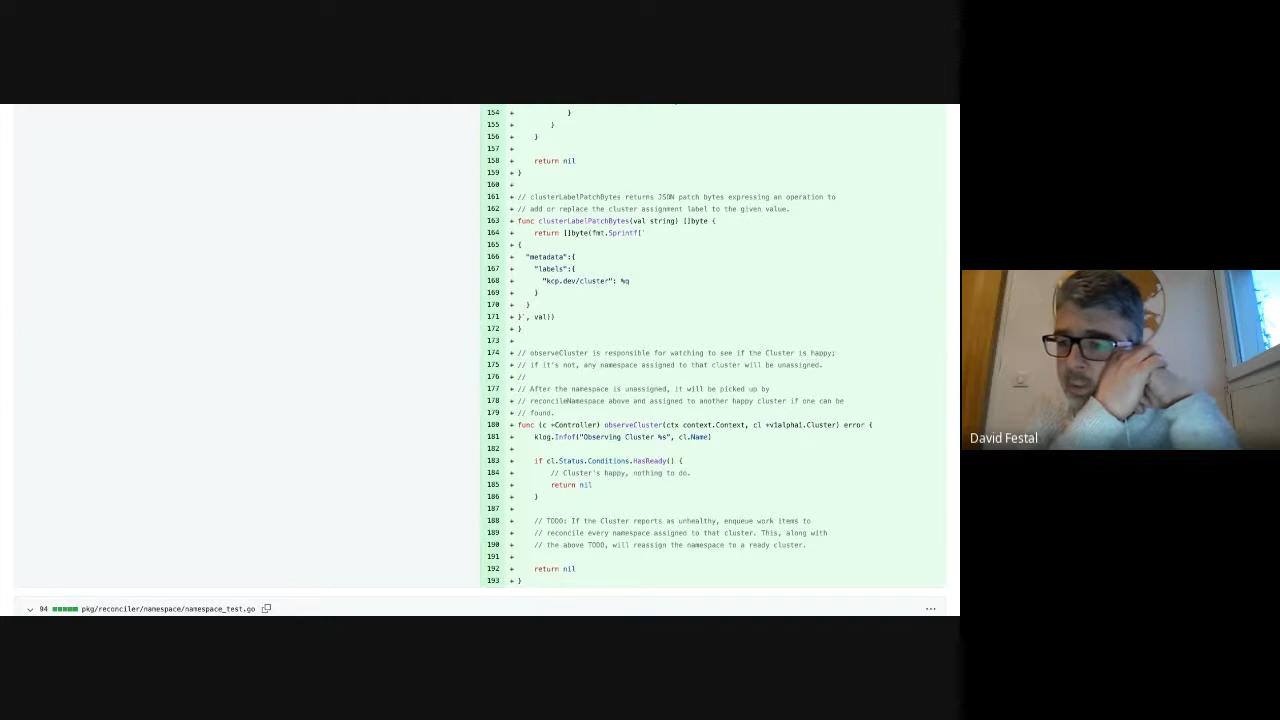 154 + }
155 + }
156 + }
157 +
158 + return nil
159 + }
160 +
161 + // clusterLabelPatchBytes returns JSON patch bytes expressing an operation to
162 + // add or replace the cluster assignment label to the given value.
163 + func clusterLabelPatchBytes(val string) []byte {
164 + return []byte(fmt.Sprintf(`
165 + {
166 + "metadata":{
167 + "labels":{
168 + "kcp.dev/cluster": %q
169 + }
170 + }
171 + }`, val))
172 + }
173 +
174 + // observeCluster is responsible for watching to see if the Cluster is happy;
175 + // if it's not, any namespace assigned to that cluster will be unassigned.
176 + //
177 + // After the namespace is unassigned, it will be picked up by
178 + // reconcileNamespace above and assigned to another happy cluster if one can be
179 + // found.
180 + func (c *Controller) observeCluster(ctx context.Context, cl *v1alpha1.Cluster) error {
181 + klog.Infof("Observing Cluster %s", cl.Name)
182 +
183 + if cl.Status.Conditions.HasReady() {
184 + // Cluster's happy, nothing to do.
185 + return nil
186 + }
187 +
188 + // TODO: If the Cluster reports as unhealthy, enqueue work items to
189 + // reconcile every namespace assigned to that cluster. This, along with
190 + // the above TODO, will reassign the namespace to a ready cluster.
191 +
192 + return nil
193 + }
94 pkg/reconciler/namespace/namespace_test.go
David Festal